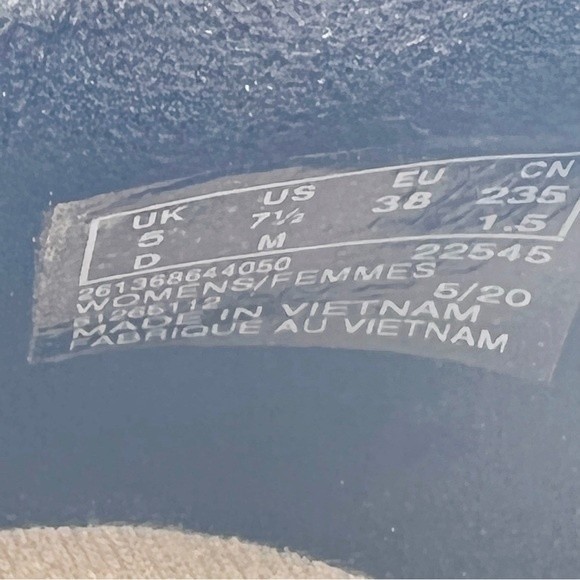 UK US EU CN
5 7½ 38 235
D M 1.5
261368644050 22545
WOMENS/FEMMES
5/20
MADE IN VIETNAM
FABRIQUE AU VIETNAM